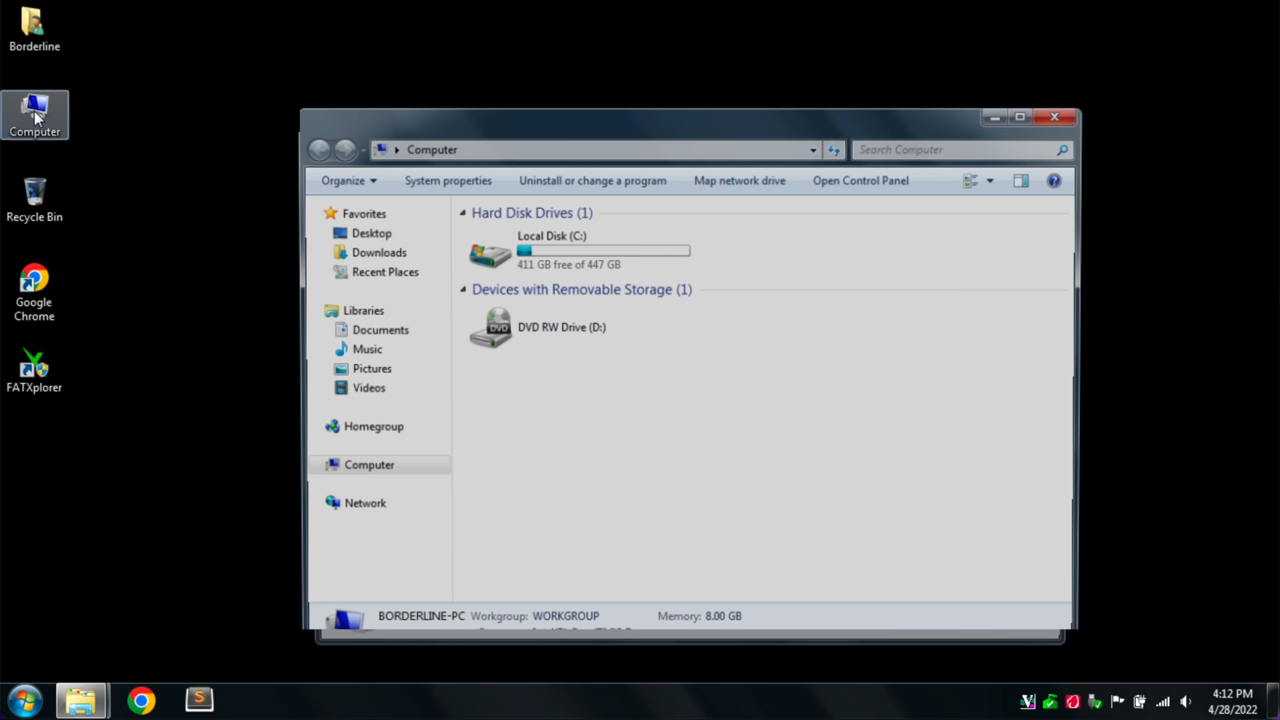 Borderline
Computer
Recycle Bin
Google
Chrome
FATXplorer
Computer
Search Computer
Organize
System properties
Uninstall or change a program
Map network drive
Open Control Panel
Favorites
Desktop
Downloads
Recent Places
Libraries
Documents
Music
Pictures
Videos
Homegroup
Computer
Network
Hard Disk Drives (1)
Local Disk (C:)
411 GB free of 447 GB
Devices with Removable Storage (1)
DVD
DVD RW Drive (D:)
BORDERLINE-PC Workgroup: WORKGROUP Memory: 8.00 GB
S
4:12 PM
4/28/2022